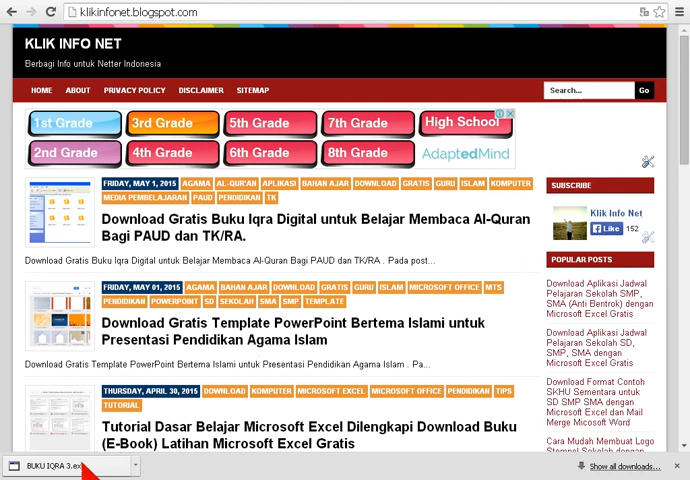 klikinfonet.blogspot.com
KLIK INFO NET
Berbagi Info untuk Netter Indonesia
HOME ABOUT PRIVACY POLICY DISCLAIMER SITEMAP
Search... Go
1st Grade 3rd Grade 5th Grade 7th Grade High School
2nd Grade 4th Grade 6th Grade 8th Grade AdaptedMind
FRIDAY, MAY 1, 2015 AGAMA AL-QUR'AN APLIKASI BAHAN AJAR DOWNLOAD GRATIS GURU ISLAM KOMPUTER
MEDIA PEMBELAJARAN PAUD PENDIDIKAN TK
Download Gratis Buku Iqra Digital untuk Belajar Membaca Al-Quran
Bagi PAUD dan TK/RA.
Download Gratis Buku Iqra Digital untuk Belajar Membaca Al-Quran Bagi PAUD dan TK/RA . Pada post...
FRIDAY, MAY 01, 2015 AGAMA BAHAN AJAR DOWNLOAD GRATIS GURU ISLAM MICROSOFT OFFICE MTS
PENDIDIKAN POWERPOINT SD SEKOLAH SMA SMP TEMPLATE
Download Gratis Template PowerPoint Bertema Islami untuk
Presentasi Pendidikan Agama Islam
Download Gratis Template PowerPoint Bertema Islami untuk Presentasi Pendidikan Agama Islam . Pa...
THURSDAY, APRIL 30, 2015 DOWNLOAD KOMPUTER MICROSOFT EXCEL MICROSOFT OFFICE PENDIDIKAN TIPS
TUTORIAL
Tutorial Dasar Belajar Microsoft Excel Dilengkapi Download Buku
(E-Book) Latihan Microsoft Excel Gratis
SUBSCRIBE
Klik Info Net
Like 152
POPULAR POSTS
Download Aplikasi Jadwal
Pelajaran Sekolah SMP,
SMA (Anti Bentrok) dengan
Microsoft Excel Gratis
Download Aplikasi Jadwal
Pelajaran Sekolah SD,
SMP, SMA dengan
Microsoft Excel Gratis
Download Format Contoh
SKHU Sementara untuk
SD SMP SMA dengan
Microsoft Excel dan Mail
Merge Micosoft Word
Cara Mudah Membuat Logo
BUKU IQRA 3.ex
Show all downloads...